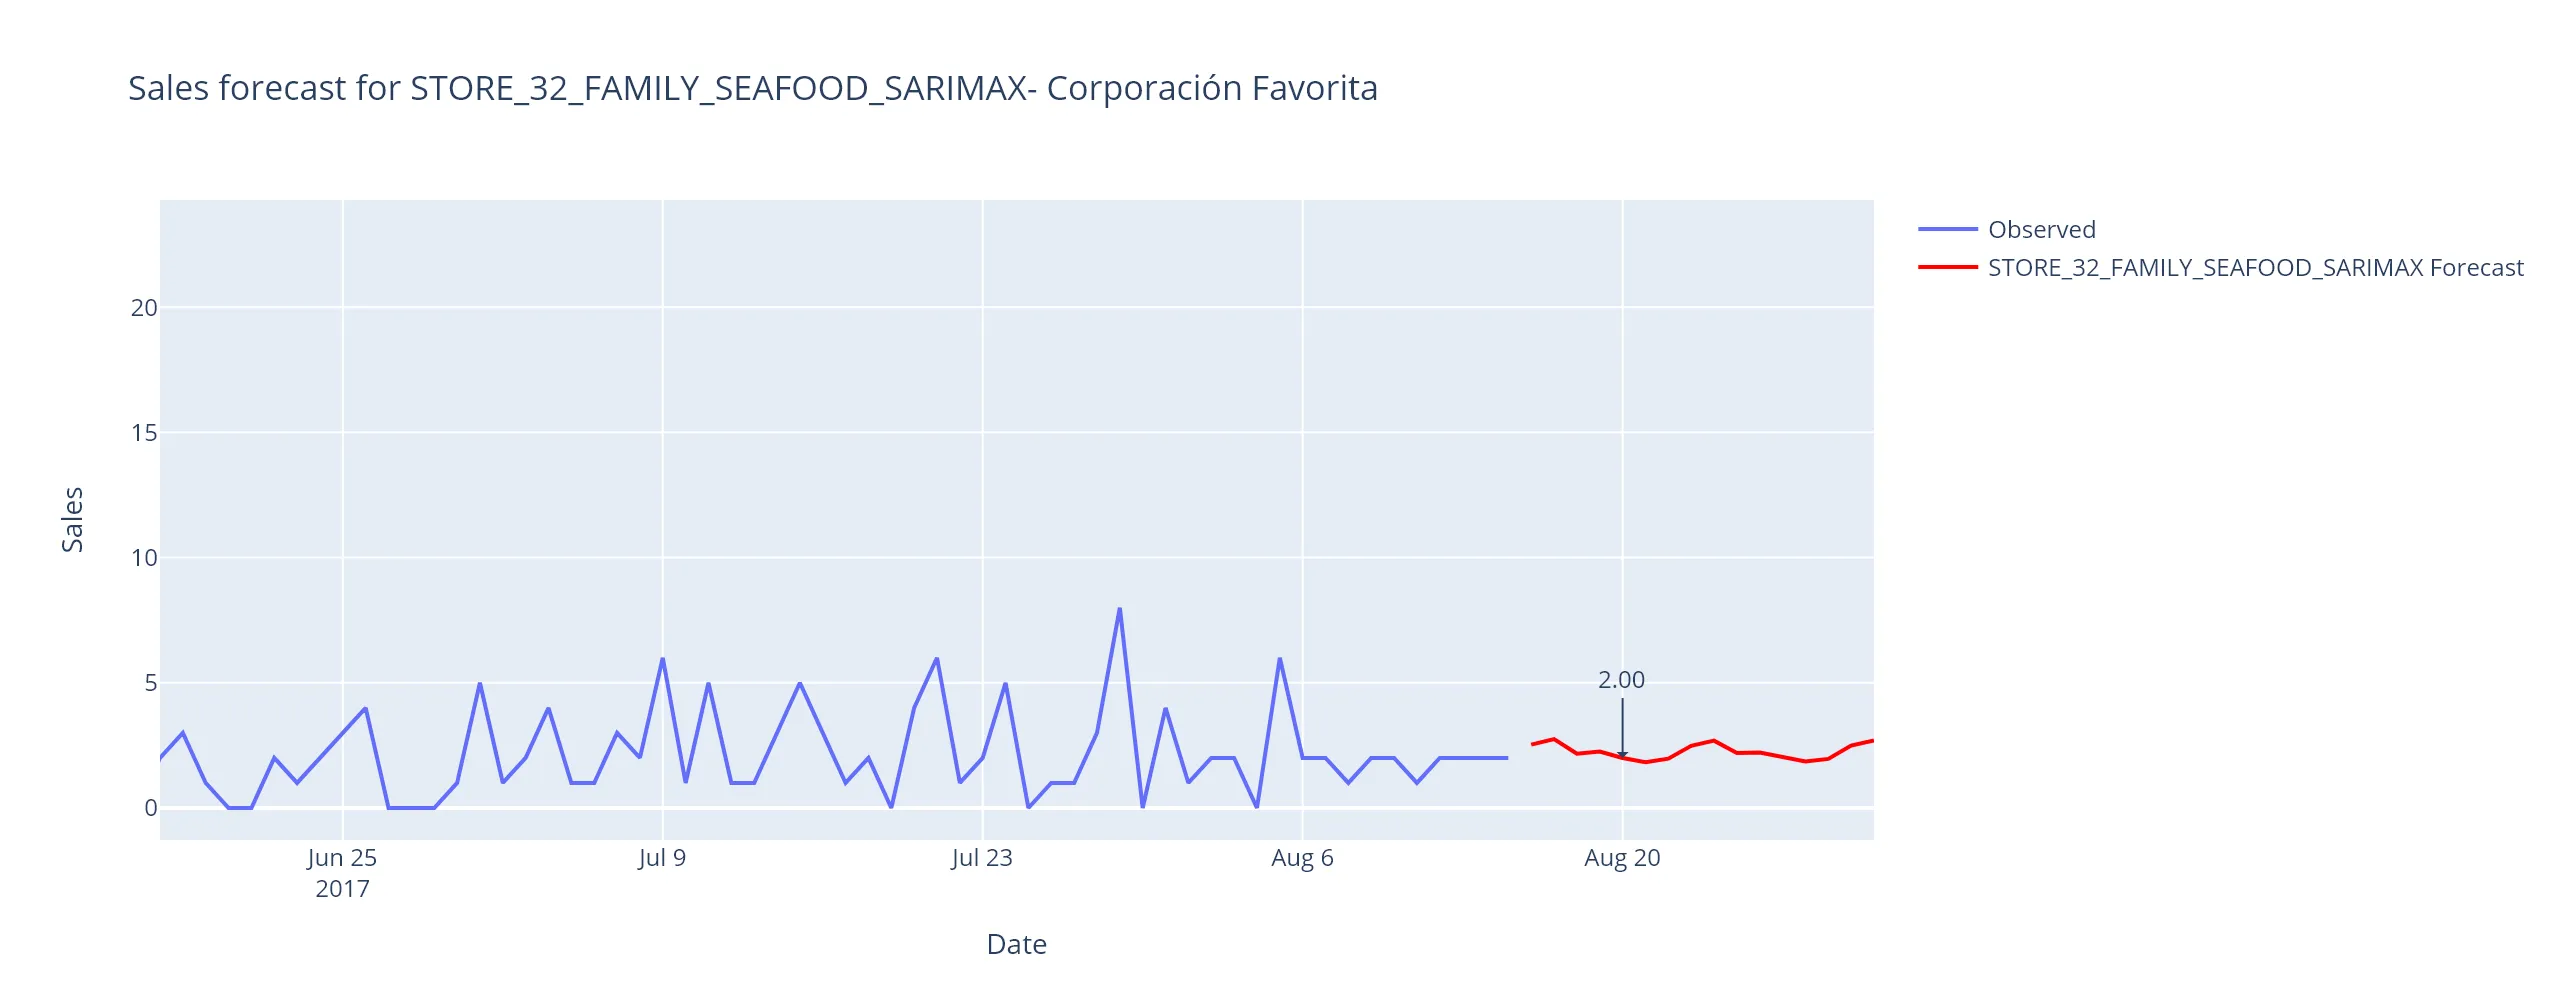 Sales forecast for STORE_32_FAMILY_SEAFOOD_SARIMAX- Corporación Favorita
Observed
STORE_32_FAMILY_SEAFOOD_SARIMAX Forecast
20
15
10
5
0
Sales
2.00
Jun 25
2017
Jul 9
Jul 23
Aug 6
Aug 20
Date